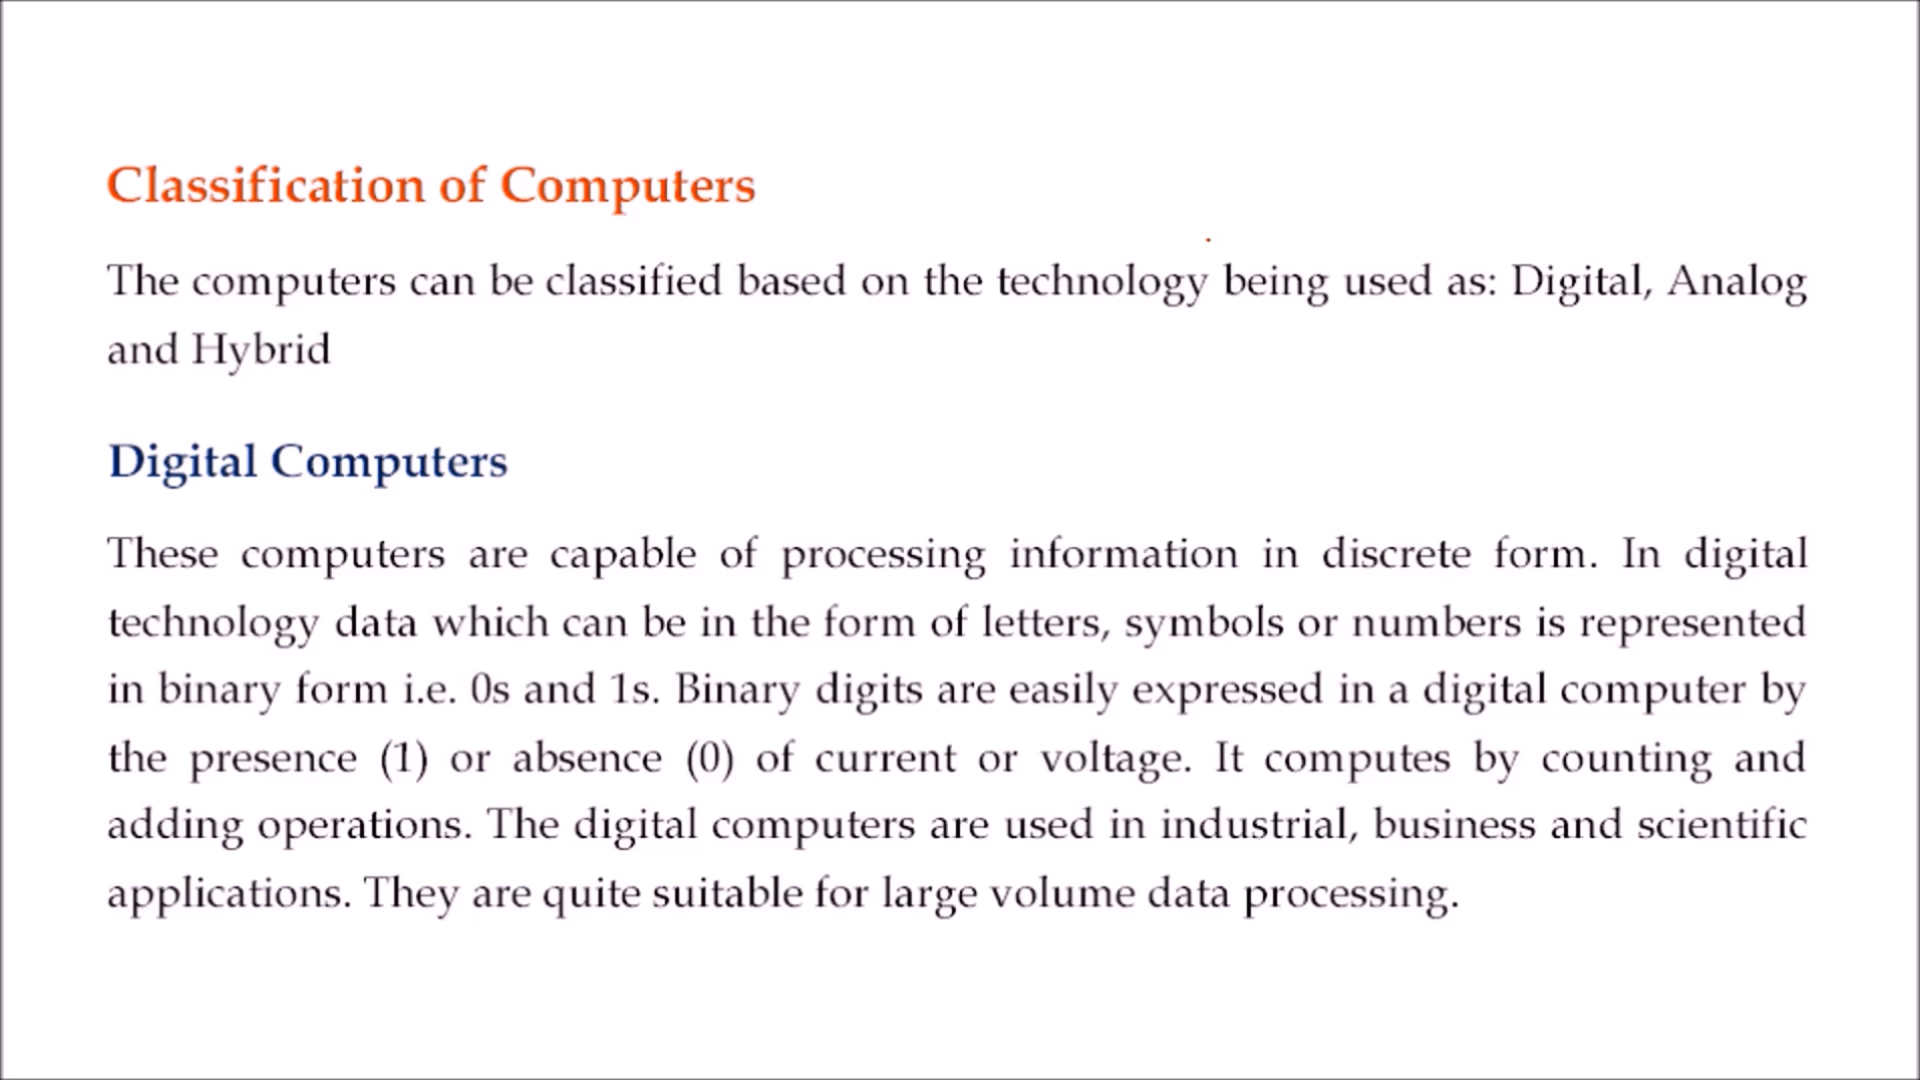 Classification of Computers
The computers can be classified based on the technology being used as: Digital, Analog
and Hybrid
Digital Computers
These computers are capable of processing information in discrete form. In digital
technology data which can be in the form of letters, symbols or numbers is represented
in binary form i.e. 0s and 1s. Binary digits are easily expressed in a digital computer by
the presence (1) or absence (0) of current or voltage. It computes by counting and
adding operations. The digital computers are used in industrial, business and scientific
applications. They are quite suitable for large volume data processing.